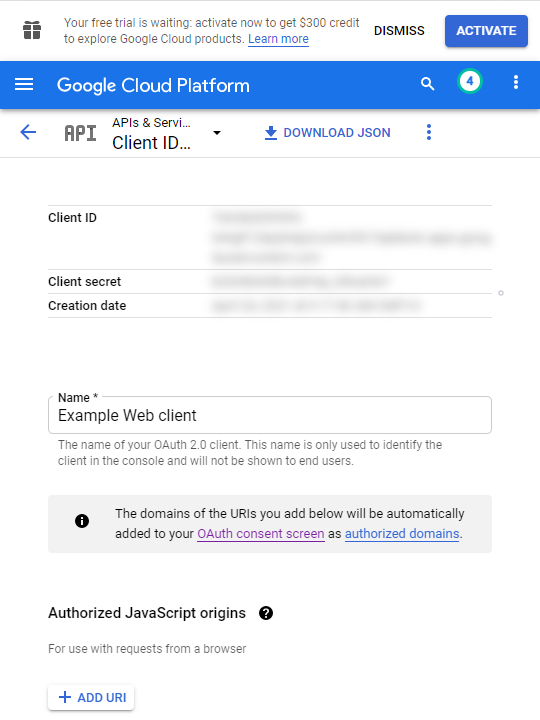 Your free trial is waiting: activate now to get $300 credit
to explore Google Cloud products. Learn more
DISMISS
ACTIVATE
Google Cloud Platform
4
API
APIs & Servi...
Client ID...
DOWNLOAD JSON
Client ID
Client secret
Creation date
Name *
Example Web client
The name of your OAuth 2.0 client. This name is only used to identify the
client in the console and will not be shown to end users.
The domains of the URIs you add below will be automatically
added to your OAuth consent screen as authorized domains.
Authorized JavaScript origins
For use with requests from a browser
ADD URI